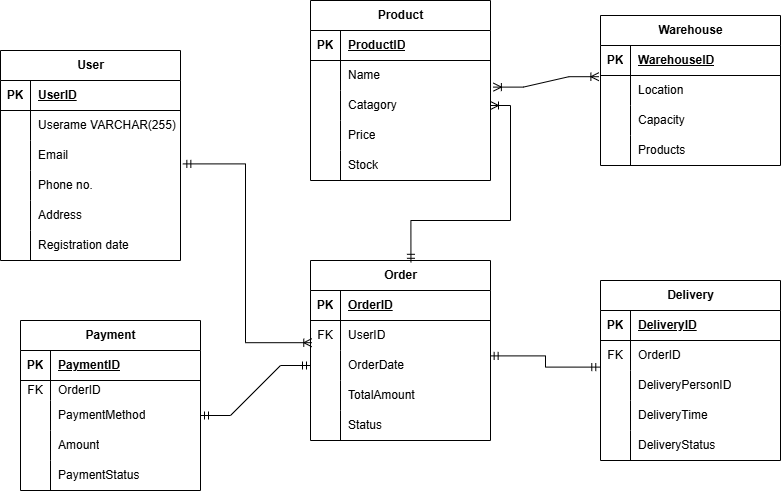 Product
PK ProductID
Name
Catagory
Price
Stock
Warehouse
PK WarehouseID
Location
Capacity
Products
User
PK UserID
Userame VARCHAR(255)
Email
Phone no.
Address
Registration date
Order
PK OrderID
FK UserID
OrderDate
TotalAmount
Status
Delivery
PK DeliveryID
FK OrderID
DeliveryPersonID
DeliveryTime
DeliveryStatus
Payment
PK PaymentID
FK OrderID
PaymentMethod
Amount
PaymentStatus